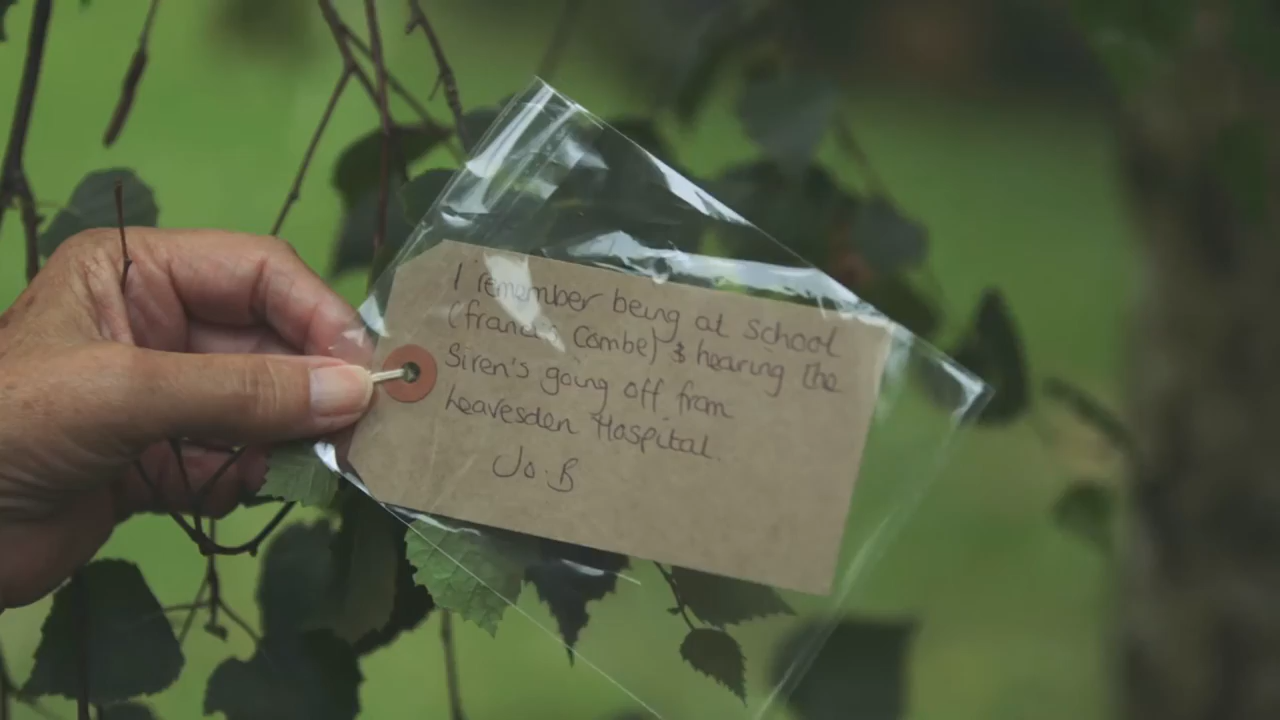 I remember being at school
(Francis Combe) & hearing the
Siren's going off from
Leavesden Hospital.
Jo.B